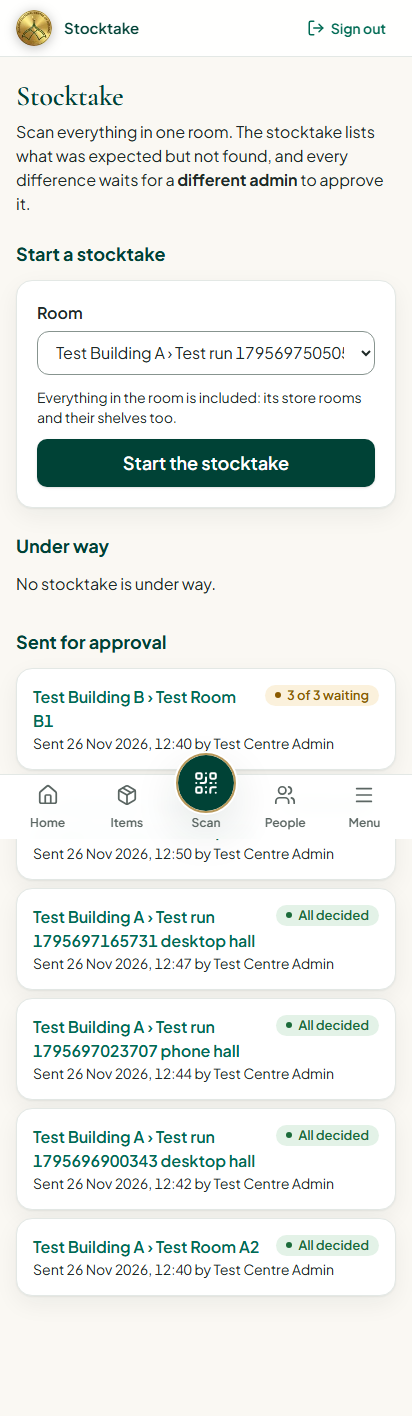 Stocktake
Sign out
Stocktake
Scan everything in one room. The stocktake lists
what was expected but not found, and every
difference waits for a different admin to approve
it.
Start a stocktake
Room
Test Building A › Test run 179569750505
Everything in the room is included: its store rooms
and their shelves too.
Start the stocktake
Under way
No stocktake is under way.
Sent for approval
Test Building B › Test Room
B1
3 of 3 waiting
Sent 26 Nov 2026, 12:40 by Test Centre Admin
Home
Items
Scan
People
Menu
Sent 26 Nov 2026, 12:50 by Test Centre Admin
Test Building A › Test run
1795697165731 desktop hall
All decided
Sent 26 Nov 2026, 12:47 by Test Centre Admin
Test Building A › Test run
1795697023707 phone hall
All decided
Sent 26 Nov 2026, 12:44 by Test Centre Admin
Test Building A › Test run
1795696900343 desktop hall
All decided
Sent 26 Nov 2026, 12:42 by Test Centre Admin
Test Building A › Test Room A2
All decided
Sent 26 Nov 2026, 12:40 by Test Centre Admin